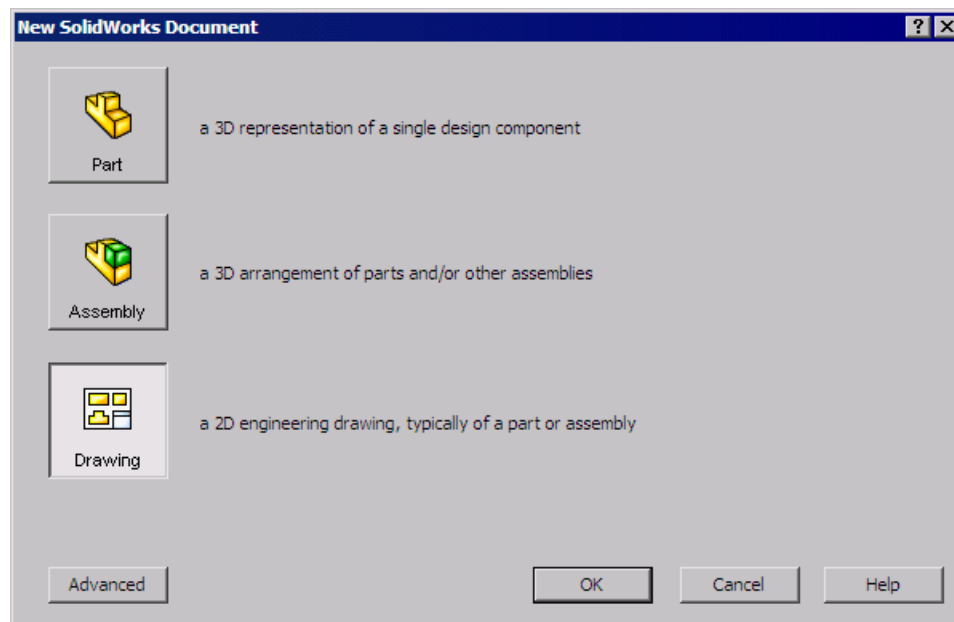 New SolidWorks Document
Part
a 3D representation of a single design component
Assembly
a 3D arrangement of parts and/or other assemblies
Drawing
a 2D engineering drawing, typically of a part or assembly
Advanced
OK
Cancel
Help